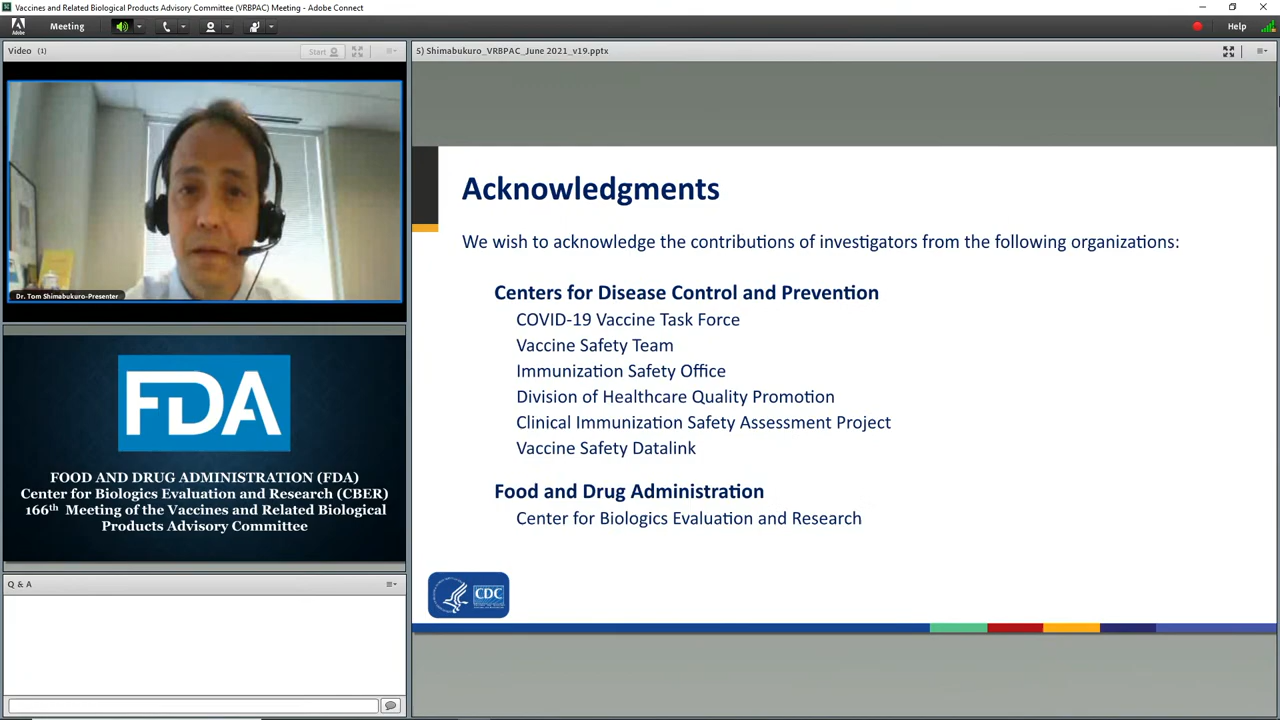 Vaccines and Related Biological Products Advisory Committee (VRBPAC) Meeting - Adobe Connect
Adobe
Meeting
Help
Video (1)
Start
Dr. Tom Shimabukuro-Presenter
FDA
FOOD AND DRUG ADMINISTRATION (FDA)
Center for Biologics Evaluation and Research (CBER)
166th Meeting of the Vaccines and Related Biological
Products Advisory Committee
Q & A
5) Shimabukuro_VRBPAC_June 2021_v19.pptx
Acknowledgments
We wish to acknowledge the contributions of investigators from the following organizations:
Centers for Disease Control and Prevention
COVID-19 Vaccine Task Force
Vaccine Safety Team
Immunization Safety Office
Division of Healthcare Quality Promotion
Clinical Immunization Safety Assessment Project
Vaccine Safety Datalink
Food and Drug Administration
Center for Biologics Evaluation and Research
CDC